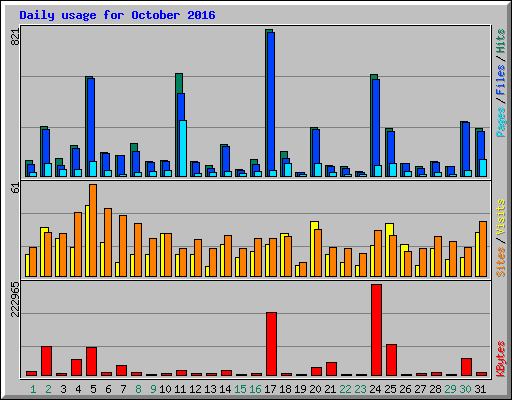 Daily usage for October 2016
821
Pages / Files / Hits
61
Sites / Visits
222965
KBytes
1 2 3 4 5 6 7 8 9 10 11 12 13 14 15 16 17 18 19 20 21 22 23 24 25 26 27 28 29 30 31